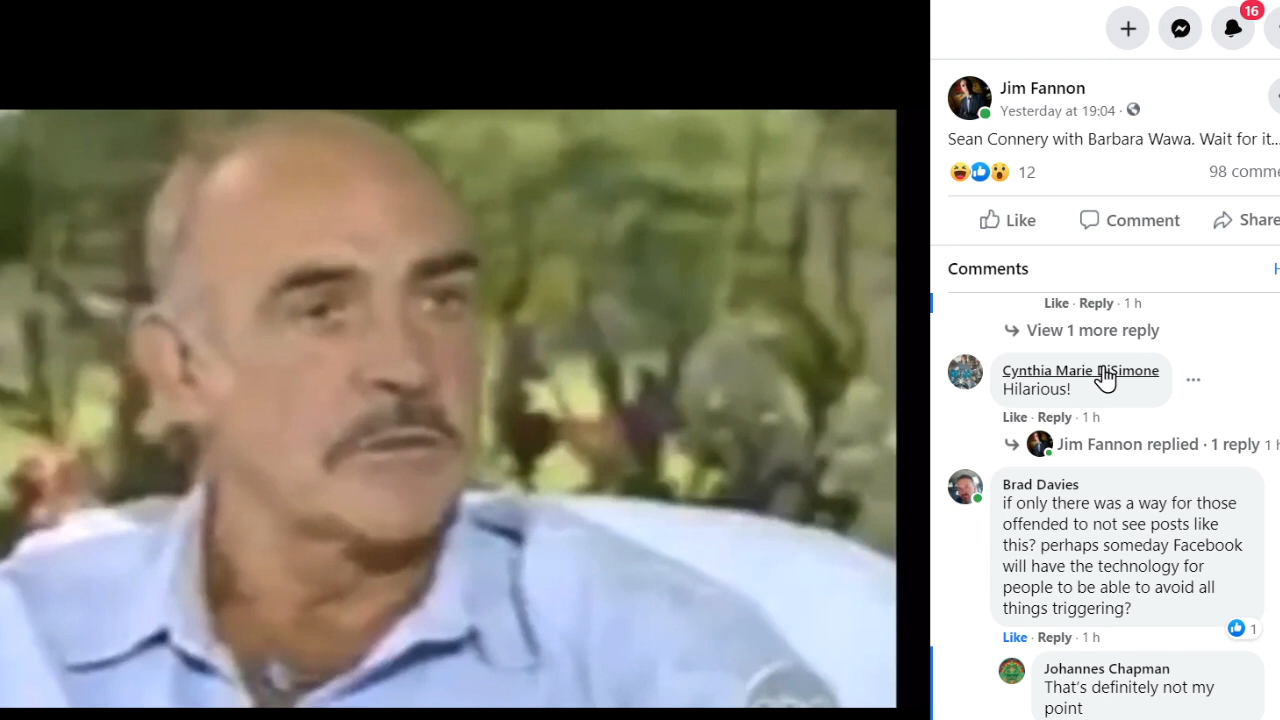 16
Jim Fannon
Yesterday at 19:04 ·
Sean Connery with Barbara Wawa. Wait for it...
12
98 comme
Like
Comment
Share
Comments
H
Like · Reply · 1 h
View 1 more reply
Cynthia Marie DiSimone
Hilarious!
Like · Reply · 1 h
Jim Fannon replied · 1 reply 1 h
Brad Davies
if only there was a way for those
offended to not see posts like
this? perhaps someday Facebook
will have the technology for
people to be able to avoid all
things triggering?
1
Like · Reply · 1 h
Johannes Chapman
That's definitely not my
point